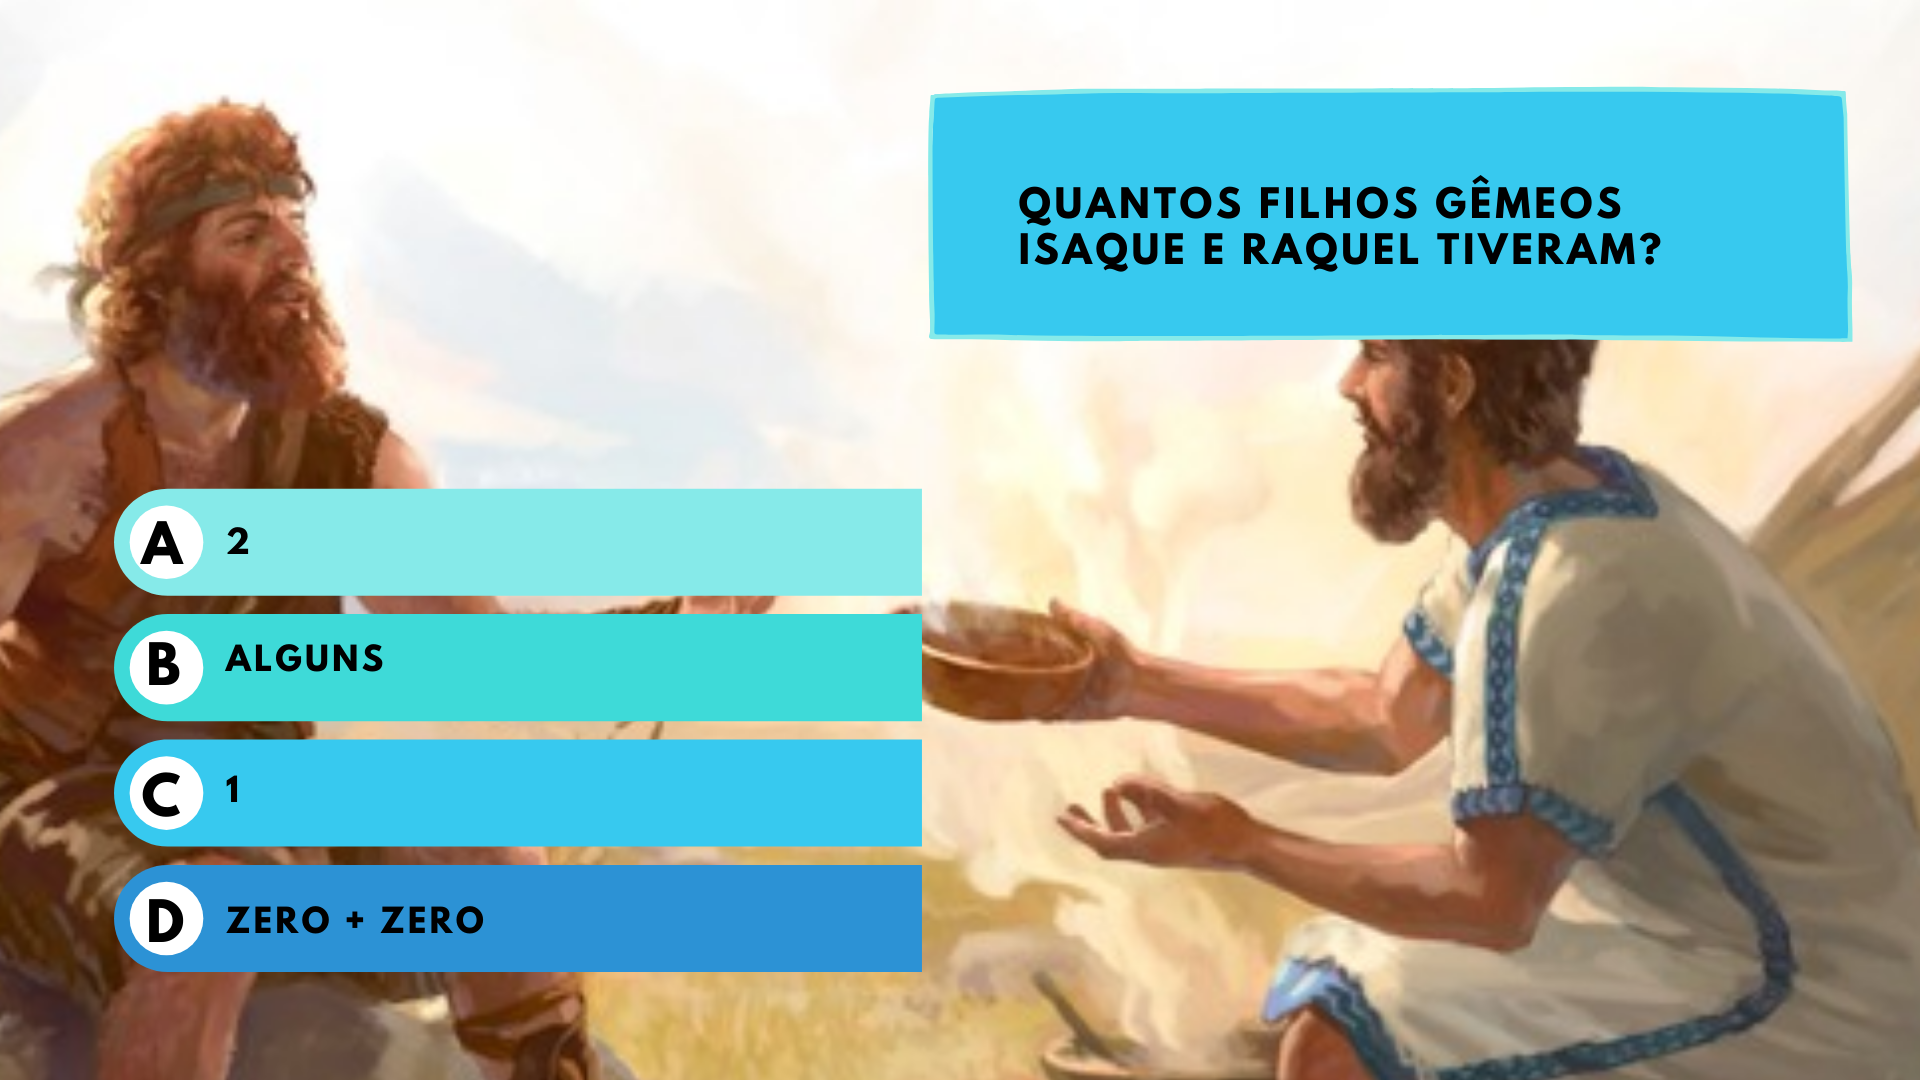 QUANTOS FILHOS GÊMEOS
ISAQUE E RAQUEL TIVERAM?
A 2
B ALGUNS
C 1
D ZERO + ZERO